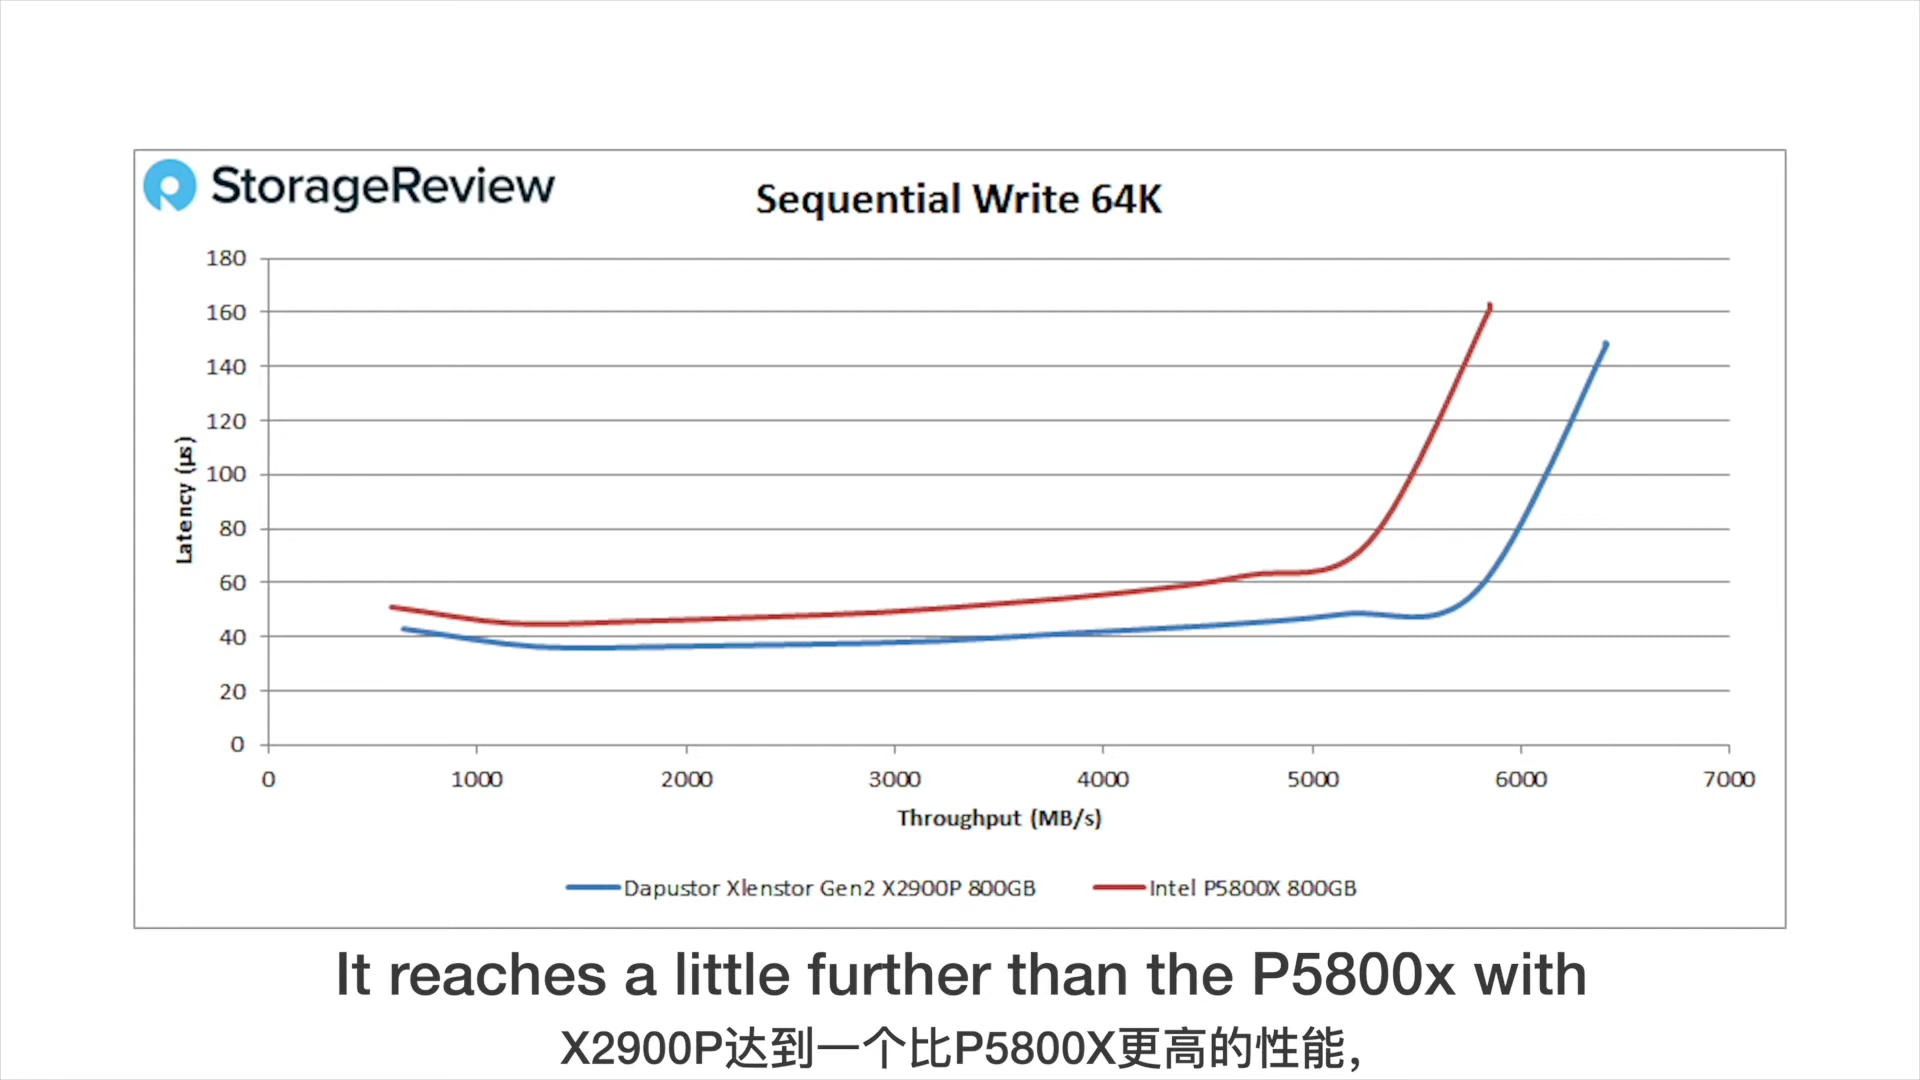 StorageReview
Sequential Write 64K
180
160
140
120
100
80
60
40
20
0
Latency (µs)
0 1000 2000 3000 4000 5000 6000 7000
Throughput (MB/s)
Dapustor Xlenstor Gen2 X2900P 800GB Intel P5800X 800GB
It reaches a little further than the P5800x with
X2900P达到一个比P5800X更高的性能，